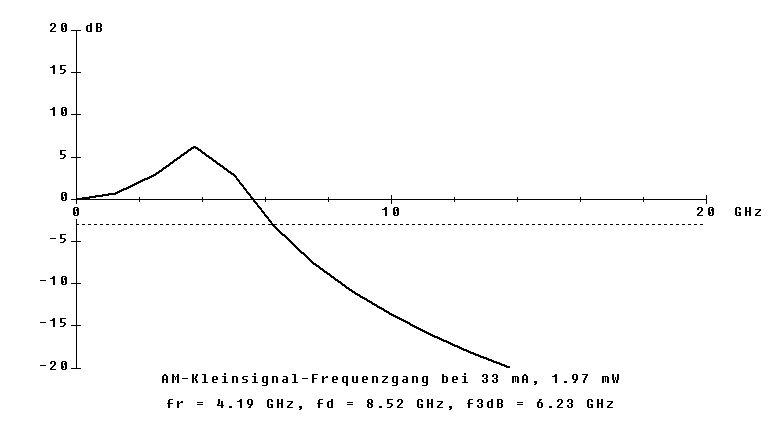 20 dB
15
10
5
0
0 10 20 GHz
-5
-10
-15
-20
AM-Kleinsignal-Frequenzgang bei 33 mA, 1.97 mW
fr = 4.19 GHz, fd = 8.52 GHz, f3dB = 6.23 GHz